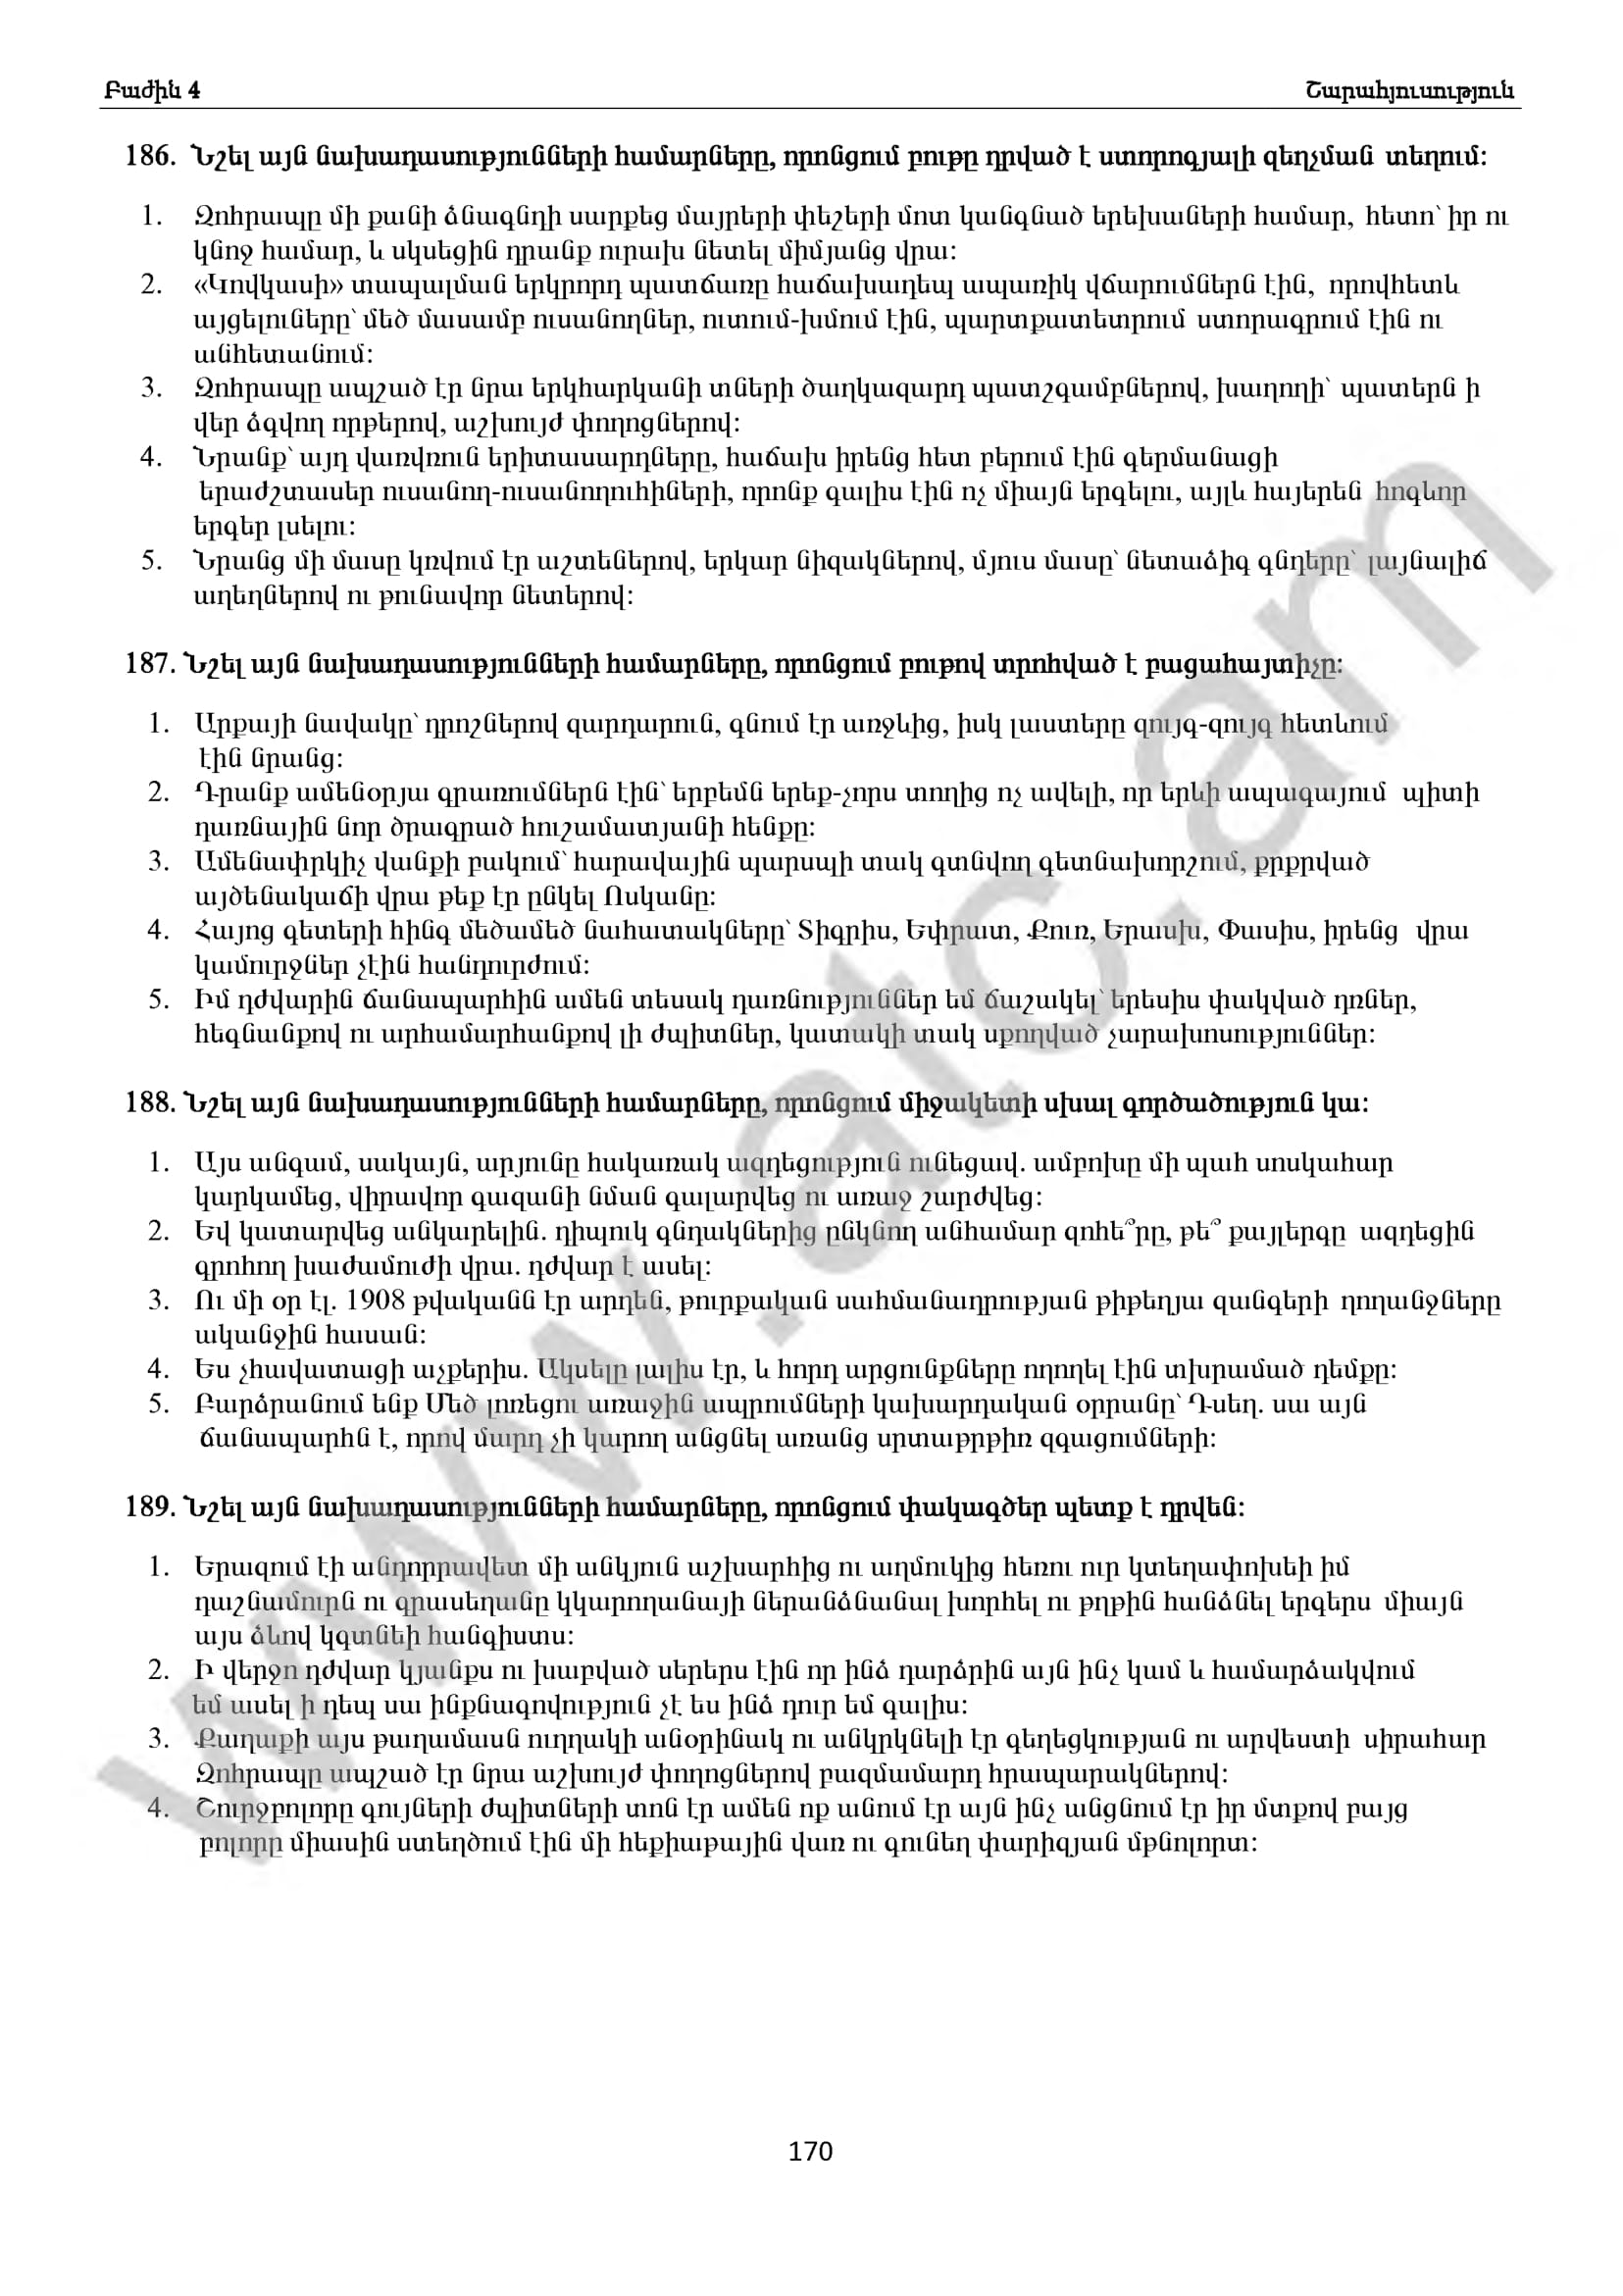 Բաժին 4 Շարահյուսություն
186. Նշել այն նախադասությունների համարները, որոնցում բութը դրված է ստորոգյալի զեղչման տեղում:
1. Զոհրապը մի քանի ձնագնդի սարքեց մայրերի փեշերի մոտ կանգնած երեխաների համար, հետո՝ իր ու
կնոջ համար, և սկսեցին դրանք ուրախ նետել միմյանց վրա:
2. «Կովկասի» տապալման երկրորդ պատճառը հաճախադեպ ապառիկ վճարումներն էին, որովհետև
այցելուները՝ մեծ մասամբ ուսանողներ, ուտում-խմում էին, պարտքատետրում ստորագրում էին ու
անհետանում:
3. Զոհրապը ապշած էր նրա երկհարկանի տների ծաղկազարդ պատշգամբներով, խաղողի՝ պատերն ի
վեր ձգվող որթերով, աշխույժ փողոցներով:
4. Նրանք՝ այդ վառվռուն երիտասարդները, հաճախ իրենց հետ բերում էին գերմանացի
երաժշտասեր ուսանող-ուսանողուհիների, որոնք գալիս էին ոչ միայն երգելու, այլև հայերեն հոգևոր
երգեր լսելու:
5. Նրանց մի մասը կռվում էր աշտեներով, երկար նիզակներով, մյուս մասը՝ նետաձիգ գնդերը՝ լայնալիճ
աղեղներով ու թունավոր նետերով:
187. Նշել այն նախադասությունների համարները, որոնցում բութով տրոհված է բացահայտիչը:
1. Արքայի նավակը՝ դրոշներով զարդարուն, գնում էր առջևից, իսկ լաստերը զույգ-զույգ հետևում
էին նրանց:
2. Դրանք ամենօրյա գրառումներն էին՝ երբեմն երեք-չորս տողից ոչ ավելի, որ երևի ապագայում պիտի
դառնային նոր ծրագրած հուշամատյանի հենքը:
3. Ամենափրկիչ վանքի բակում՝ հարավային պարսպի տակ գտնվող գետնախորշում, քրքրված
այծենակաճի վրա թեք էր ընկել Ոսկանը:
4. Հայոց գետերի հինգ մեծամեծ նահատակները՝ Տիգրիս, Եփրատ, Քուռ, Երասխ, Փասիս, իրենց վրա
կամուրջներ չէին հանդուրժում:
5. Իմ դժվարին ճանապարհին ամեն տեսակ դառնություններ եմ ճաշակել՝ երեսիս փակված դռներ,
հեգնանքով ու արհամարհանքով լի ժպիտներ, կատակի տակ սքողված չարախոսություններ:
188. Նշել այն նախադասությունների համարները, որոնցում միջակետի սխալ գործածություն կա:
1. Այս անգամ, սակայն, արյունը հակառակ ազդեցություն ունեցավ. ամբոխը մի պահ սոսկահար
կարկամեց, վիրավոր գազանի նման գալարվեց ու առաջ շարժվեց:
2. Եվ կատարվեց անկարելին. դիպուկ գնդակներից ընկնող անհամար զոհե՞րը, թե՞ քայլերգը ազդեցին
գրոհող խաժամուժի վրա. դժվար է ասել:
3. Ու մի օր էլ. 1908 թվականն էր արդեն, թուրքական սահմանադրության թիթեղյա զանգերի ղողանջները
ականջին հասան:
4. Ես չհավատացի աչքերիս. Ակսելը լալիս էր, և հորդ արցունքները ողողել էին տխրամած դեմքը:
5. Բարձրանում ենք Մեծ լոռեցու առաջին ապրումների կախարդական օրրանը՝ Դսեղ. սա այն
ճանապարհն է, որով մարդ չի կարող անցնել առանց սրտաթրթիռ զգացումների:
189. Նշել այն նախադասությունների համարները, որոնցում փակագծեր պետք է դրվեն:
1. Երազում էի անդորրավետ մի անկյուն աշխարհից ու աղմուկից հեռու ուր կտեղափոխեի իմ
դաշնամուրն ու գրասեղանը կկարողանայի ներանձնանալ խորհել ու թղթին հանձնել երգերս միայն
այս ձևով կգտնեի հանգիստս:
2. Ի վերջո դժվար կյանքս ու խաբված սերերս էին որ ինձ դարձրին այն ինչ կամ և համարձակվում
եմ ասել ի դեպ սա ինքնագովություն չէ ես ինձ դուր եմ գալիս:
3. Քաղաքի այս թաղամասն ուղղակի անօրինակ ու անկրկնելի էր գեղեցկության ու արվեստի սիրահար
Զոհրապը ապշած էր նրա աշխույժ փողոցներով բազմամարդ հրապարակներով:
4. Շուրջբոլորը գույների ժպիտների տոն էր ամեն ոք անում էր այն ինչ անցնում էր իր մտքով բայց
բոլորը միասին ստեղծում էին մի հեքիաթային վառ ու գունեղ փարիզյան մթնոլորտ:
www.atc.am
170